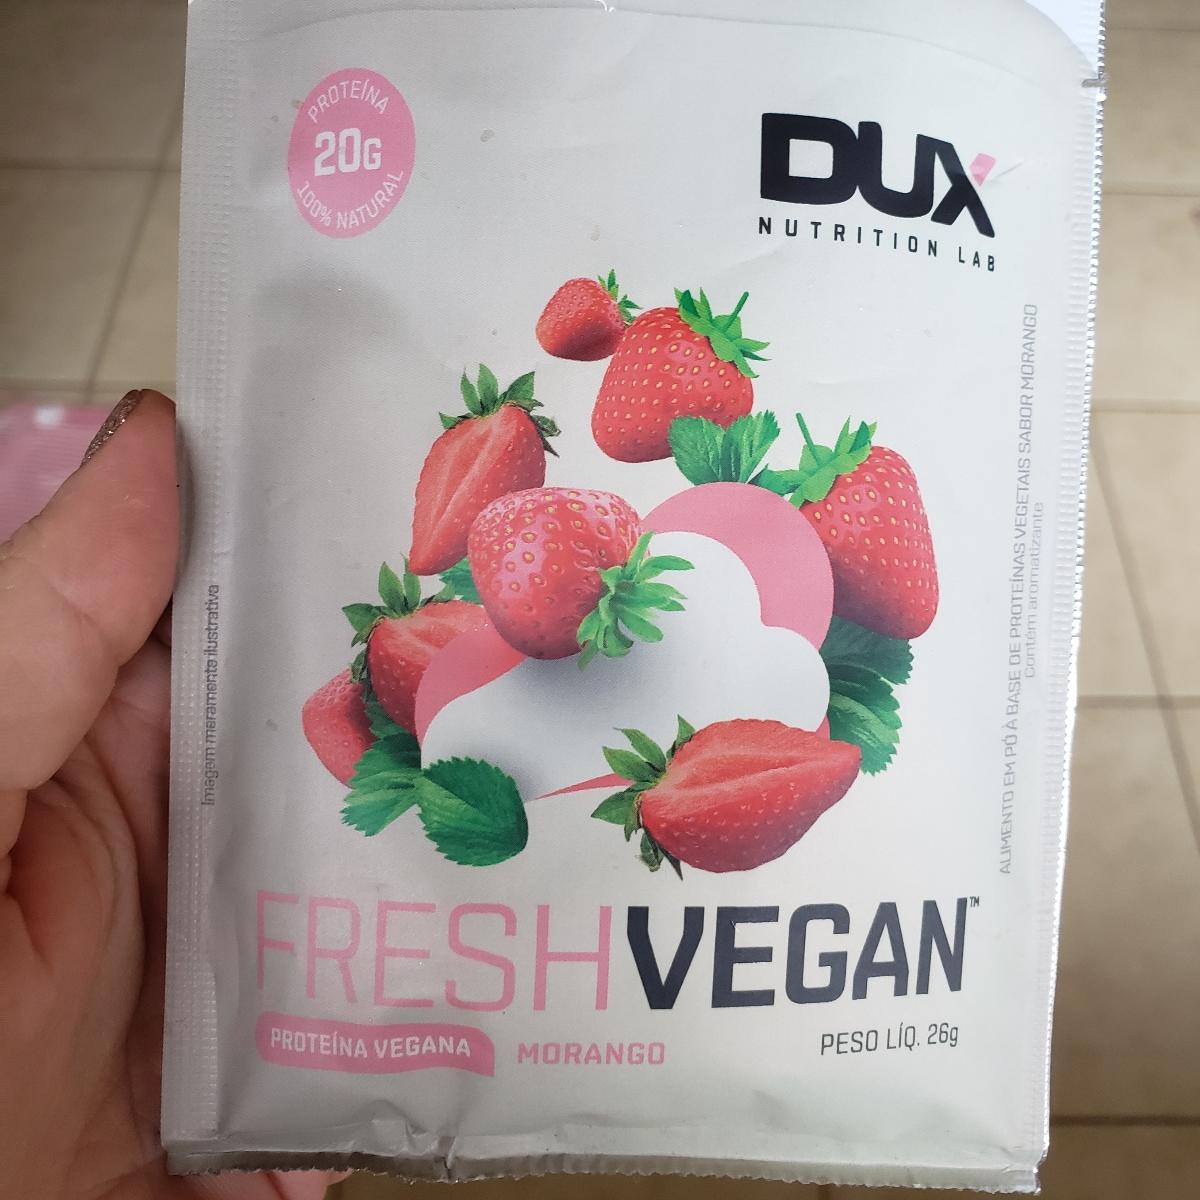 PROTEÍNA
20G
100% NATURAL
DUX
NUTRITION LAB
ALIMENTO EM PÓ À BASE DE PROTEÍNAS VEGETAIS SABOR MORANGO
Contém aromatizante
Imagem meramente ilustrativa
FRESHVEGAN™
PROTEÍNA VEGANA
MORANGO
PESO LÍQ. 26g